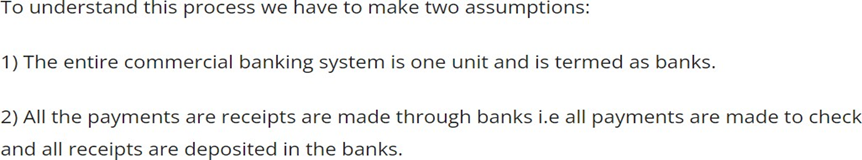 To understand this process we have to make two assumptions:
1) The entire commercial banking system is one unit and is termed as banks.
2) All the payments are receipts are made through banks i.e all payments are made to check
and all receipts are deposited in the banks.